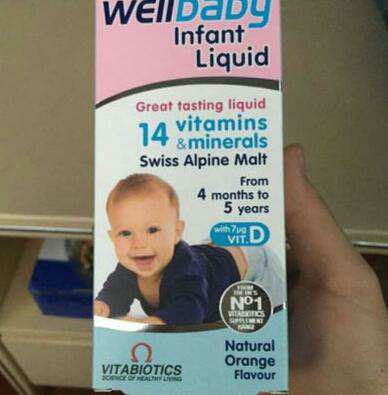 wellbaby
Infant
Liquid
Great tasting liquid
14 vitamins
& minerals
Swiss Alpine Malt
From
4 months to
5 years
with 7µg
VIT. D
FROM
THE UK'S
Nº1
VITABIOTICS
SUPPLEMENT
RANGE
Natural
Orange
Flavour
VITABIOTICS
SCIENCE OF HEALTHY LIVING